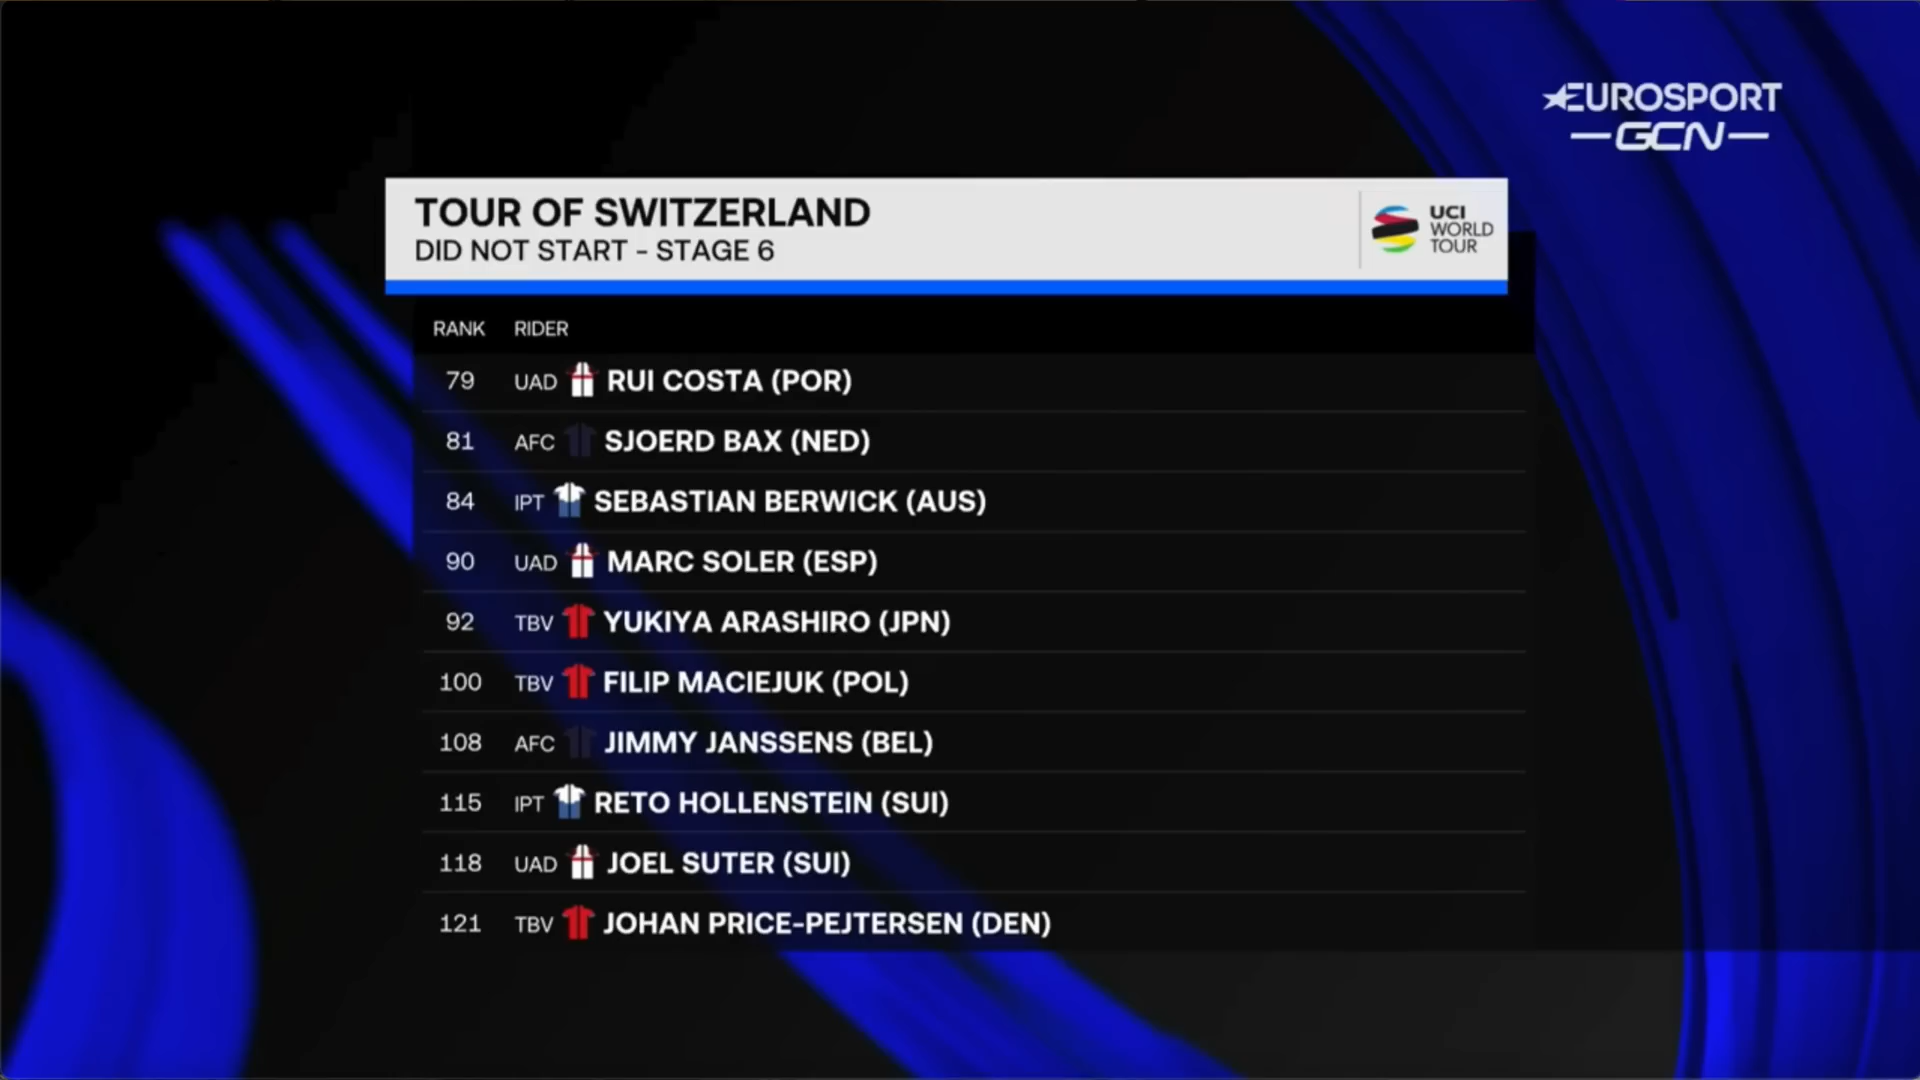 EUROSPORT
GCN
TOUR OF SWITZERLAND
DID NOT START - STAGE 6
UCI
WORLD
TOUR
RANK RIDER
79 UAD RUI COSTA (POR)
81 AFC SJOERD BAX (NED)
84 IPT SEBASTIAN BERWICK (AUS)
90 UAD MARC SOLER (ESP)
92 TBV YUKIYA ARASHIRO (JPN)
100 TBV FILIP MACIEJUK (POL)
108 AFC JIMMY JANSSENS (BEL)
115 IPT RETO HOLLENSTEIN (SUI)
118 UAD JOEL SUTER (SUI)
121 TBV JOHAN PRICE-PEJTERSEN (DEN)